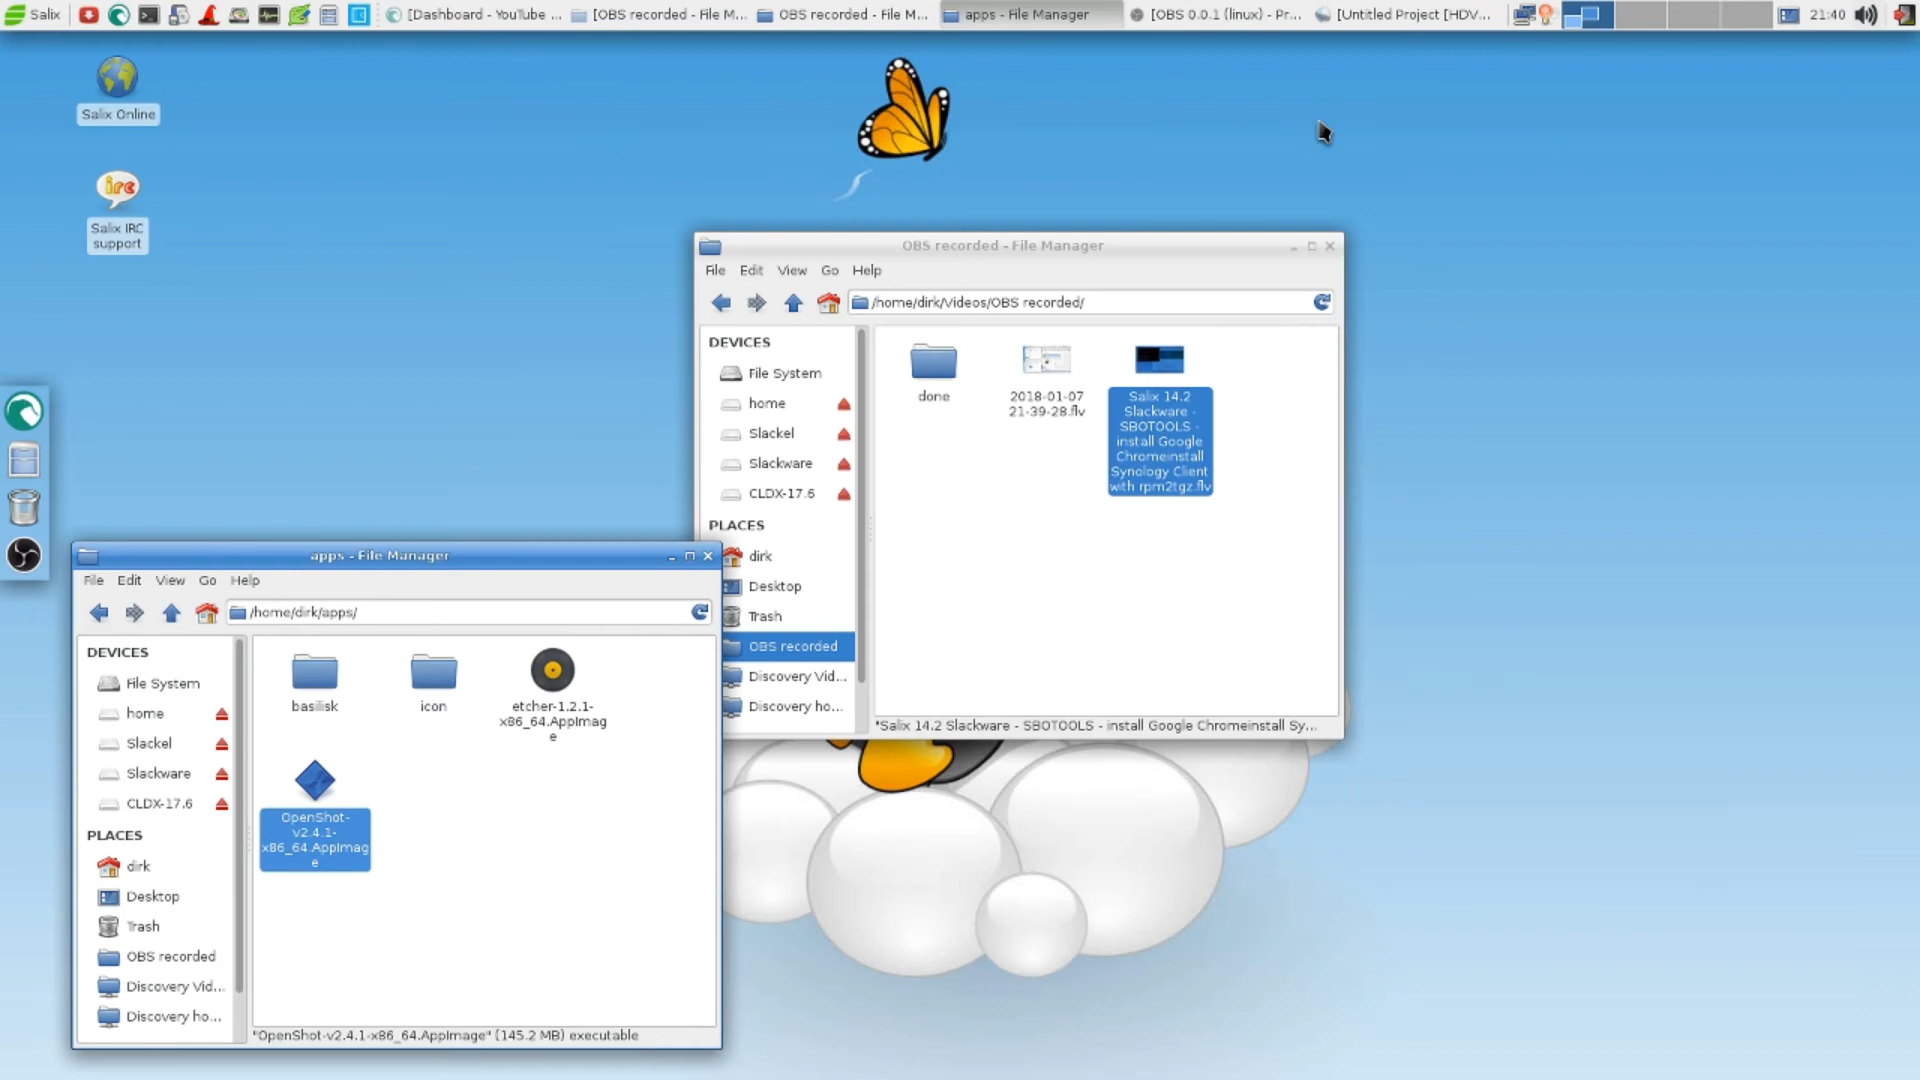 Salix
[Dashboard - YouTube ...
[OBS recorded - File M...
OBS recorded - File M...
apps - File Manager
[OBS 0.0.1 (linux) - Pr...
[Untitled Project [HDV...
21:40
Salix Online
irc
Salix IRC
support
OBS recorded - File Manager
File Edit View Go Help
/home/dirk/Videos/OBS recorded/
DEVICES
File System
home
Slackel
Slackware
CLDX-17.6
PLACES
dirk
Desktop
Trash
OBS recorded
Discovery Vid...
Discovery ho...
done
2018-01-07
21-39-28.flv
Salix 14.2
Slackware -
SBOTOOLS -
install Google
Chromeinstall
Synology Client
with rpm2tgz.flv
"Salix 14.2 Slackware - SBOTOOLS - install Google Chromeinstall Sy...
apps - File Manager
File Edit View Go Help
/home/dirk/apps/
DEVICES
File System
home
Slackel
Slackware
CLDX-17.6
PLACES
dirk
Desktop
Trash
OBS recorded
Discovery Vid...
Discovery ho...
basilisk
icon
etcher-1.2.1-
x86_64.AppImag
e
OpenShot-
v2.4.1-
x86_64.AppImag
e
"OpenShot-v2.4.1-x86_64.AppImage" (145.2 MB) executable